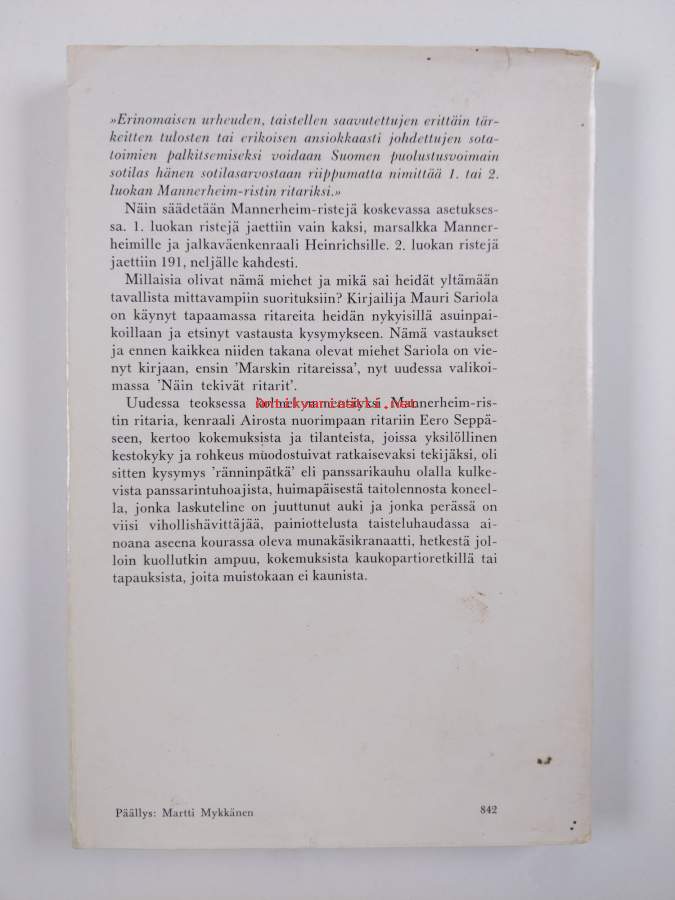 »Erinomaisen urheuden, taistellen saavutettujen erittäin tär-
keitten tulosten tai erikoisen ansiokkaasti johdettujen sota-
toimien palkitsemiseksi voidaan Suomen puolustusvoimain
sotilas hänen sotilasarvostaan riippumatta nimittää 1. tai 2.
luokan Mannerheim-ristin ritariksi.»
Näin säädetään Mannerheim-ristejä koskevassa asetukses-
sa. 1. luokan ristejä jaettiin vain kaksi, marsalkka Manner-
heimille ja jalkaväenkenraali Heinrichsille. 2. luokan ristejä
jaettiin 191, neljälle kahdesti.
Millaisia olivat nämä miehet ja mikä sai heidät yltämään
tavallista mittavampiin suorituksiin? Kirjailija Mauri Sariola
on käynyt tapaamassa ritareita heidän nykyisillä asuinpai-
koillaan ja etsinyt vastausta kysymykseen. Nämä vastaukset
ja ennen kaikkea niiden takana olevat miehet Sariola on vie-
nyt kirjaan, ensin 'Marskin ritareissa', nyt uudessa valikoi-
massa 'Näin tekivät ritarit'.
Uudessa teoksessa kolmekymmentäyksi Mannerheim-ris-
tin ritaria, kenraali Airosta nuorimpaan ritariin Eero Seppä-
seen, kertoo kokemuksista ja tilanteista, joissa yksilöllinen
kestokyky ja rohkeus muodostuivat ratkaisevaksi tekijäksi, oli
sitten kysymys 'ränninpätkä' eli panssarikauhu olalla kulke-
vista panssarintuhoajista, huimapäisestä taitolennosta koneel-
la, jonka laskuteline on juuttunut auki ja jonka perässä on
viisi vihollishävittäjää, painiottelusta taisteluhaudassa ai-
noana aseena kourassa oleva munakäsikranaatti, hetkestä jol-
loin kuollutkin ampuu, kokemuksista kaukopartioretkillä tai
tapauksista, joita muistokaan ei kaunista.
Päällys: Martti Mykkänen
842